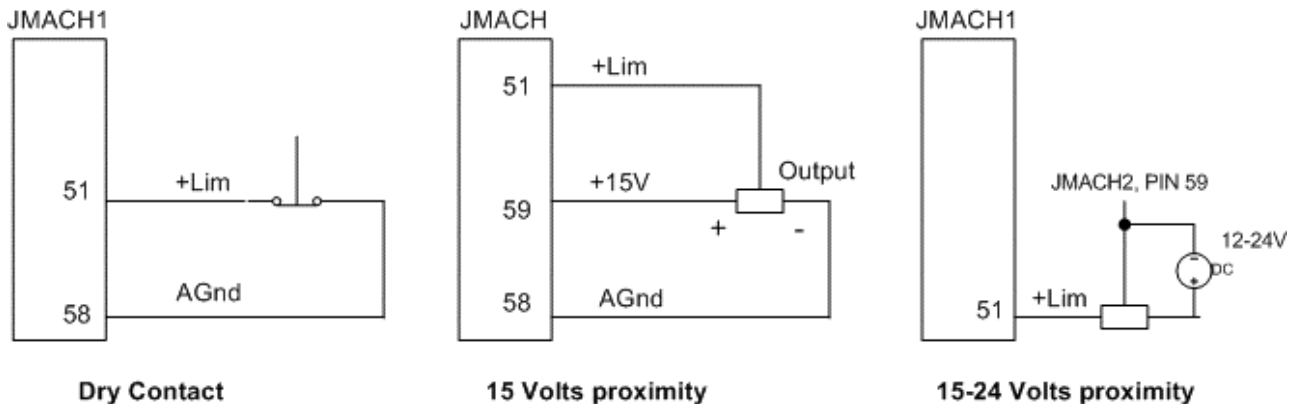 JMACH1
51
+Lim
AGnd
58
Dry Contact
JMACH
51
+Lim
Output
+15V
59
+
-
58
AGnd
15 Volts proximity
JMACH1
JMACH2, PIN 59
12-24V
-
DC
+
51
+Lim
15-24 Volts proximity